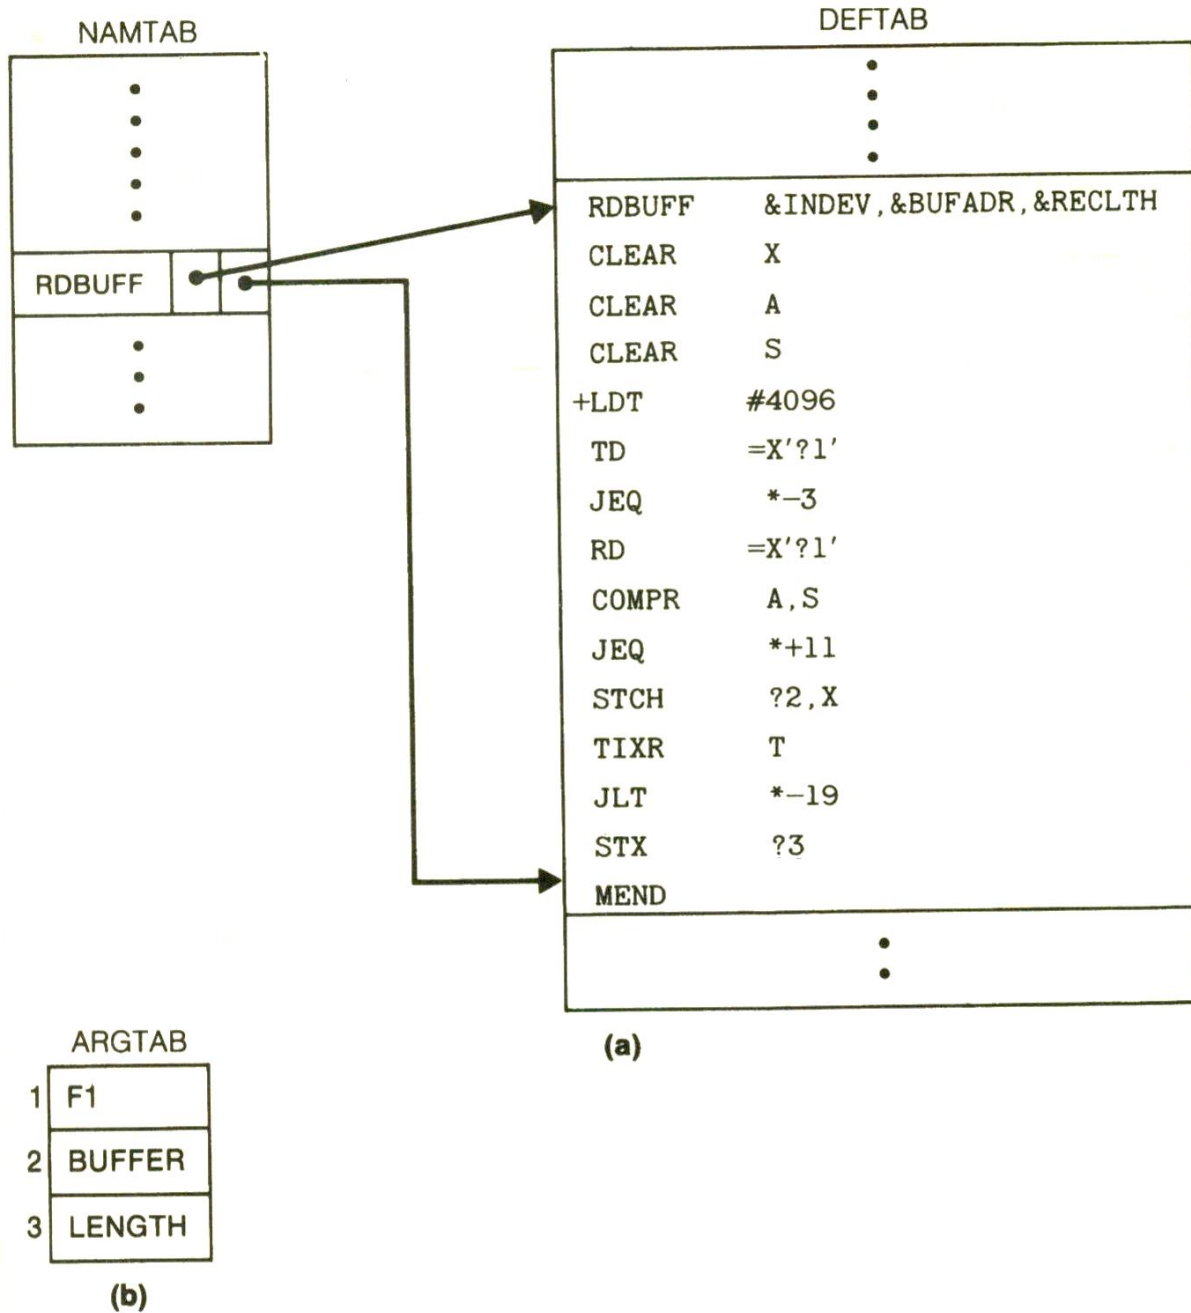 NAMTAB
RDBUFF
DEFTAB
RDBUFF &INDEV,&BUFADR,&RECLTH
CLEAR X
CLEAR A
CLEAR S
+LDT #4096
TD =X'?1'
JEQ *−3
RD =X'?1'
COMPR A,S
JEQ *+11
STCH ?2,X
TIXR T
JLT *−19
STX ?3
MEND
(a)
ARGTAB
1 F1
2 BUFFER
3 LENGTH
(b)